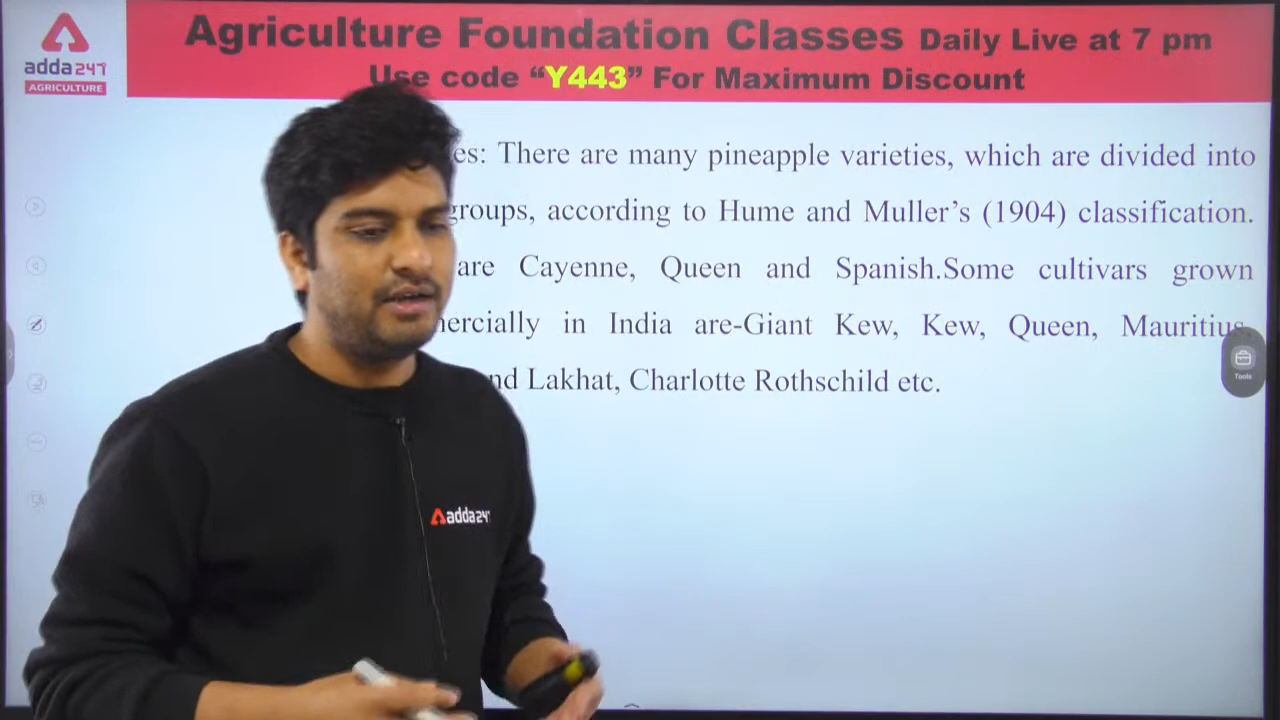 Agriculture Foundation Classes Daily Live at 7 pm
Use code “Y443” For Maximum Discount
adda247
AGRICULTURE
es: There are many pineapple varieties, which are divided into
groups, according to Hume and Muller’s (1904) classification.
are Cayenne, Queen and Spanish.Some cultivars grown
mercially in India are-Giant Kew, Kew, Queen, Mauritius,
nd Lakhat, Charlotte Rothschild etc.
Tools
adda247